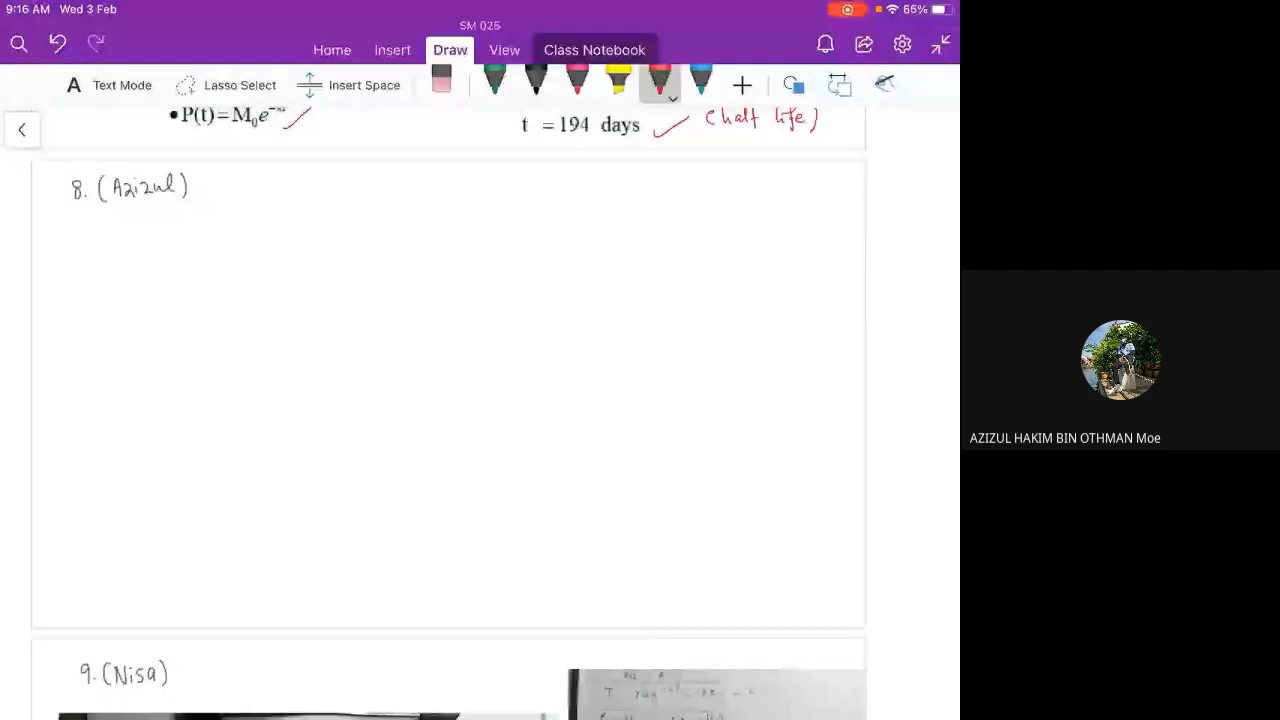 9:16 AM Wed 3 Feb
66%
SM 025
Home Insert Draw View Class Notebook
A Text Mode Lasso Select Insert Space
• P(t) = M₀e
t = 194 days ✓ (half life)
8. (Azizul)
AZIZUL HAKIM BIN OTHMAN Moe
9. (Nisa)